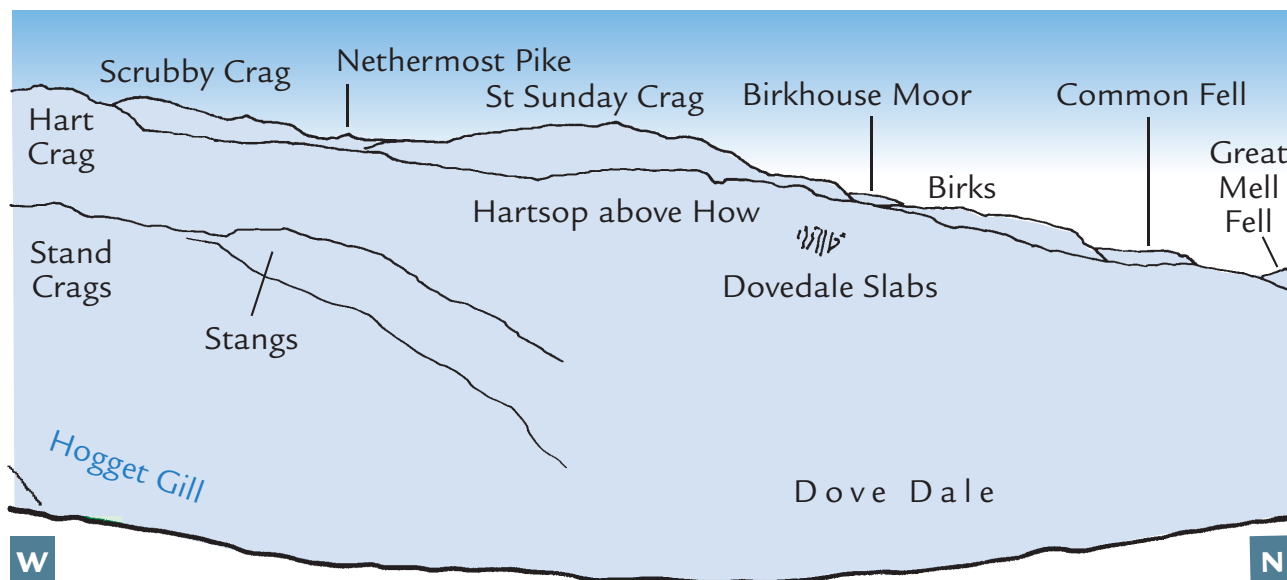 Scrubby Crag
Nethermost Pike
St Sunday Crag
Birkhouse Moor
Common Fell
Hart
Crag
Great
Mell
Fell
Birks
Hartsop above How
Stand
Crags
Dovedale Slabs
Stangs
Hogget Gill
Dove Dale
W
N